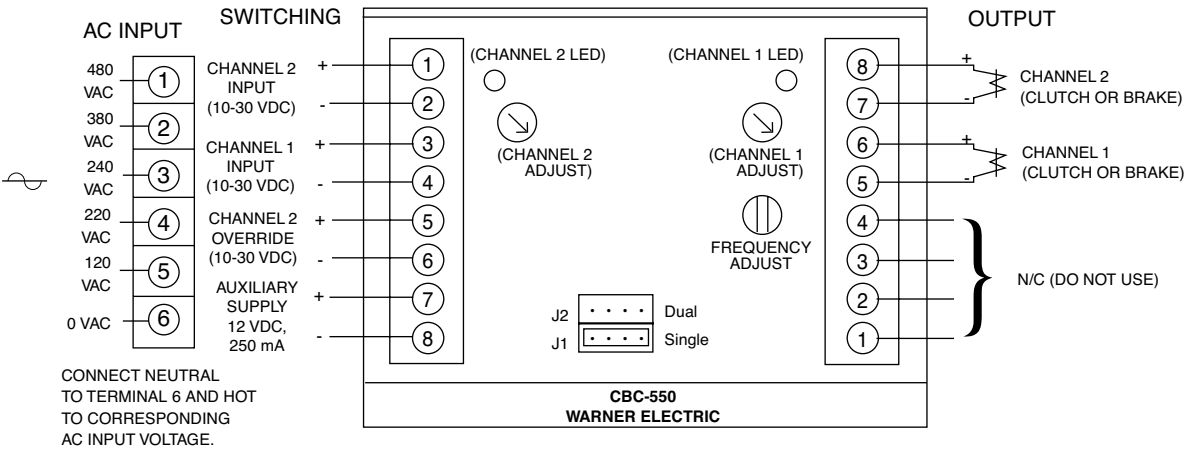 AC INPUT
480
VAC
1
380
VAC
2
240
VAC
3
220
VAC
4
120
VAC
5
0 VAC
6
CONNECT NEUTRAL
TO TERMINAL 6 AND HOT
TO CORRESPONDING
AC INPUT VOLTAGE.
SWITCHING
CHANNEL 2
INPUT
(10-30 VDC)
+
-
CHANNEL 1
INPUT
(10-30 VDC)
+
-
CHANNEL 2
OVERRIDE
(10-30 VDC)
+
-
AUXILIARY
SUPPLY
12 VDC,
250 mA
+
-
1
2
3
4
5
6
7
8
(CHANNEL 2 LED)
(CHANNEL 2
ADJUST)
(CHANNEL 1 LED)
(CHANNEL 1
ADJUST)
FREQUENCY
ADJUST
J2
Dual
J1
Single
CBC-550
WARNER ELECTRIC
OUTPUT
8
7
6
5
4
3
2
1
+
-
CHANNEL 2
(CLUTCH OR BRAKE)
+
-
CHANNEL 1
(CLUTCH OR BRAKE)
N/C (DO NOT USE)